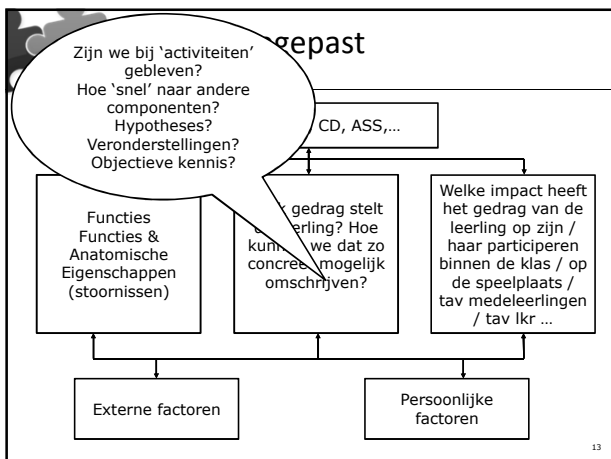 gepast
Zijn we bij ‘activiteiten’
gebleven?
Hoe ‘snel’ naar andere
componenten?
Hypotheses?
Veronderstellingen?
Objectieve kennis?
CD, ASS,…
Functies
Functies &
Anatomische
Eigenschappen
(stoornissen)
gedrag stelt
erling? Hoe
kunn we dat zo
concre mogelijk
omschrijven?
Welke impact heeft
het gedrag van de
leerling op zijn /
haar participeren
binnen de klas / op
de speelplaats /
tav medeleerlingen
/ tav lkr …
Externe factoren
Persoonlijke
factoren
13